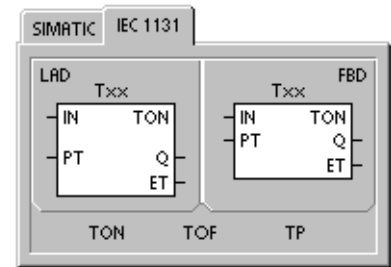 SIMATIC IEC 1131
LAD FBD
Txx Txx
IN TON IN TON
PT Q PT Q
ET ET
TON TOF TP